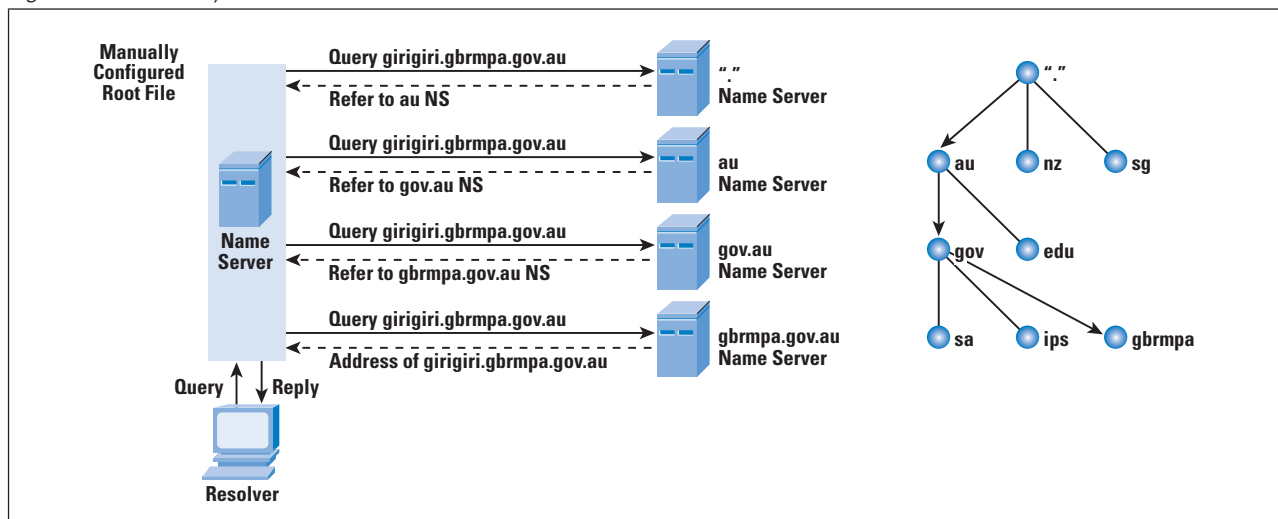 Manually
Configured
Root File
Query girigiri.gbrmpa.gov.au
Refer to au NS
"."
Name Server
Query girigiri.gbrmpa.gov.au
Refer to gov.au NS
au
Name Server
Name
Server
Query girigiri.gbrmpa.gov.au
Refer to gbrmpa.gov.au NS
gov.au
Name Server
Query girigiri.gbrmpa.gov.au
Address of girigiri.gbrmpa.gov.au
gbrmpa.gov.au
Name Server
Query
Reply
Resolver
"."
au
nz
sg
gov
edu
sa
ips
gbrmpa